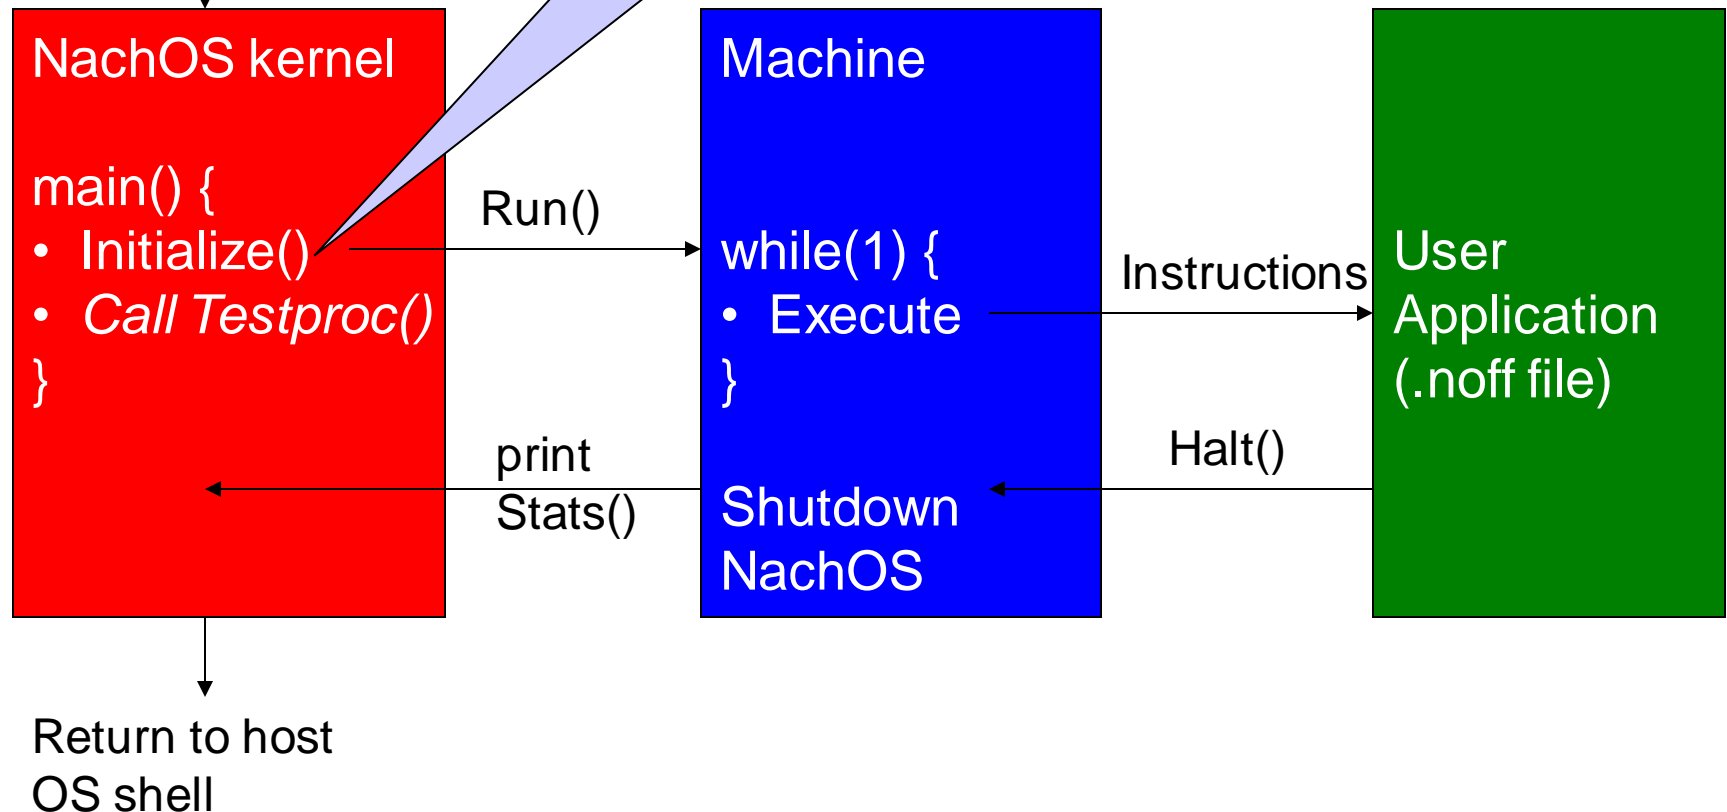 NachOS kernel
main() {
• Initialize()
• Call Testproc()
}
Run()
print
Stats()
Machine
while(1) {
• Execute
}
Shutdown
NachOS
Instructions
Halt()
User
Application
(.noff file)
Return to host
OS shell